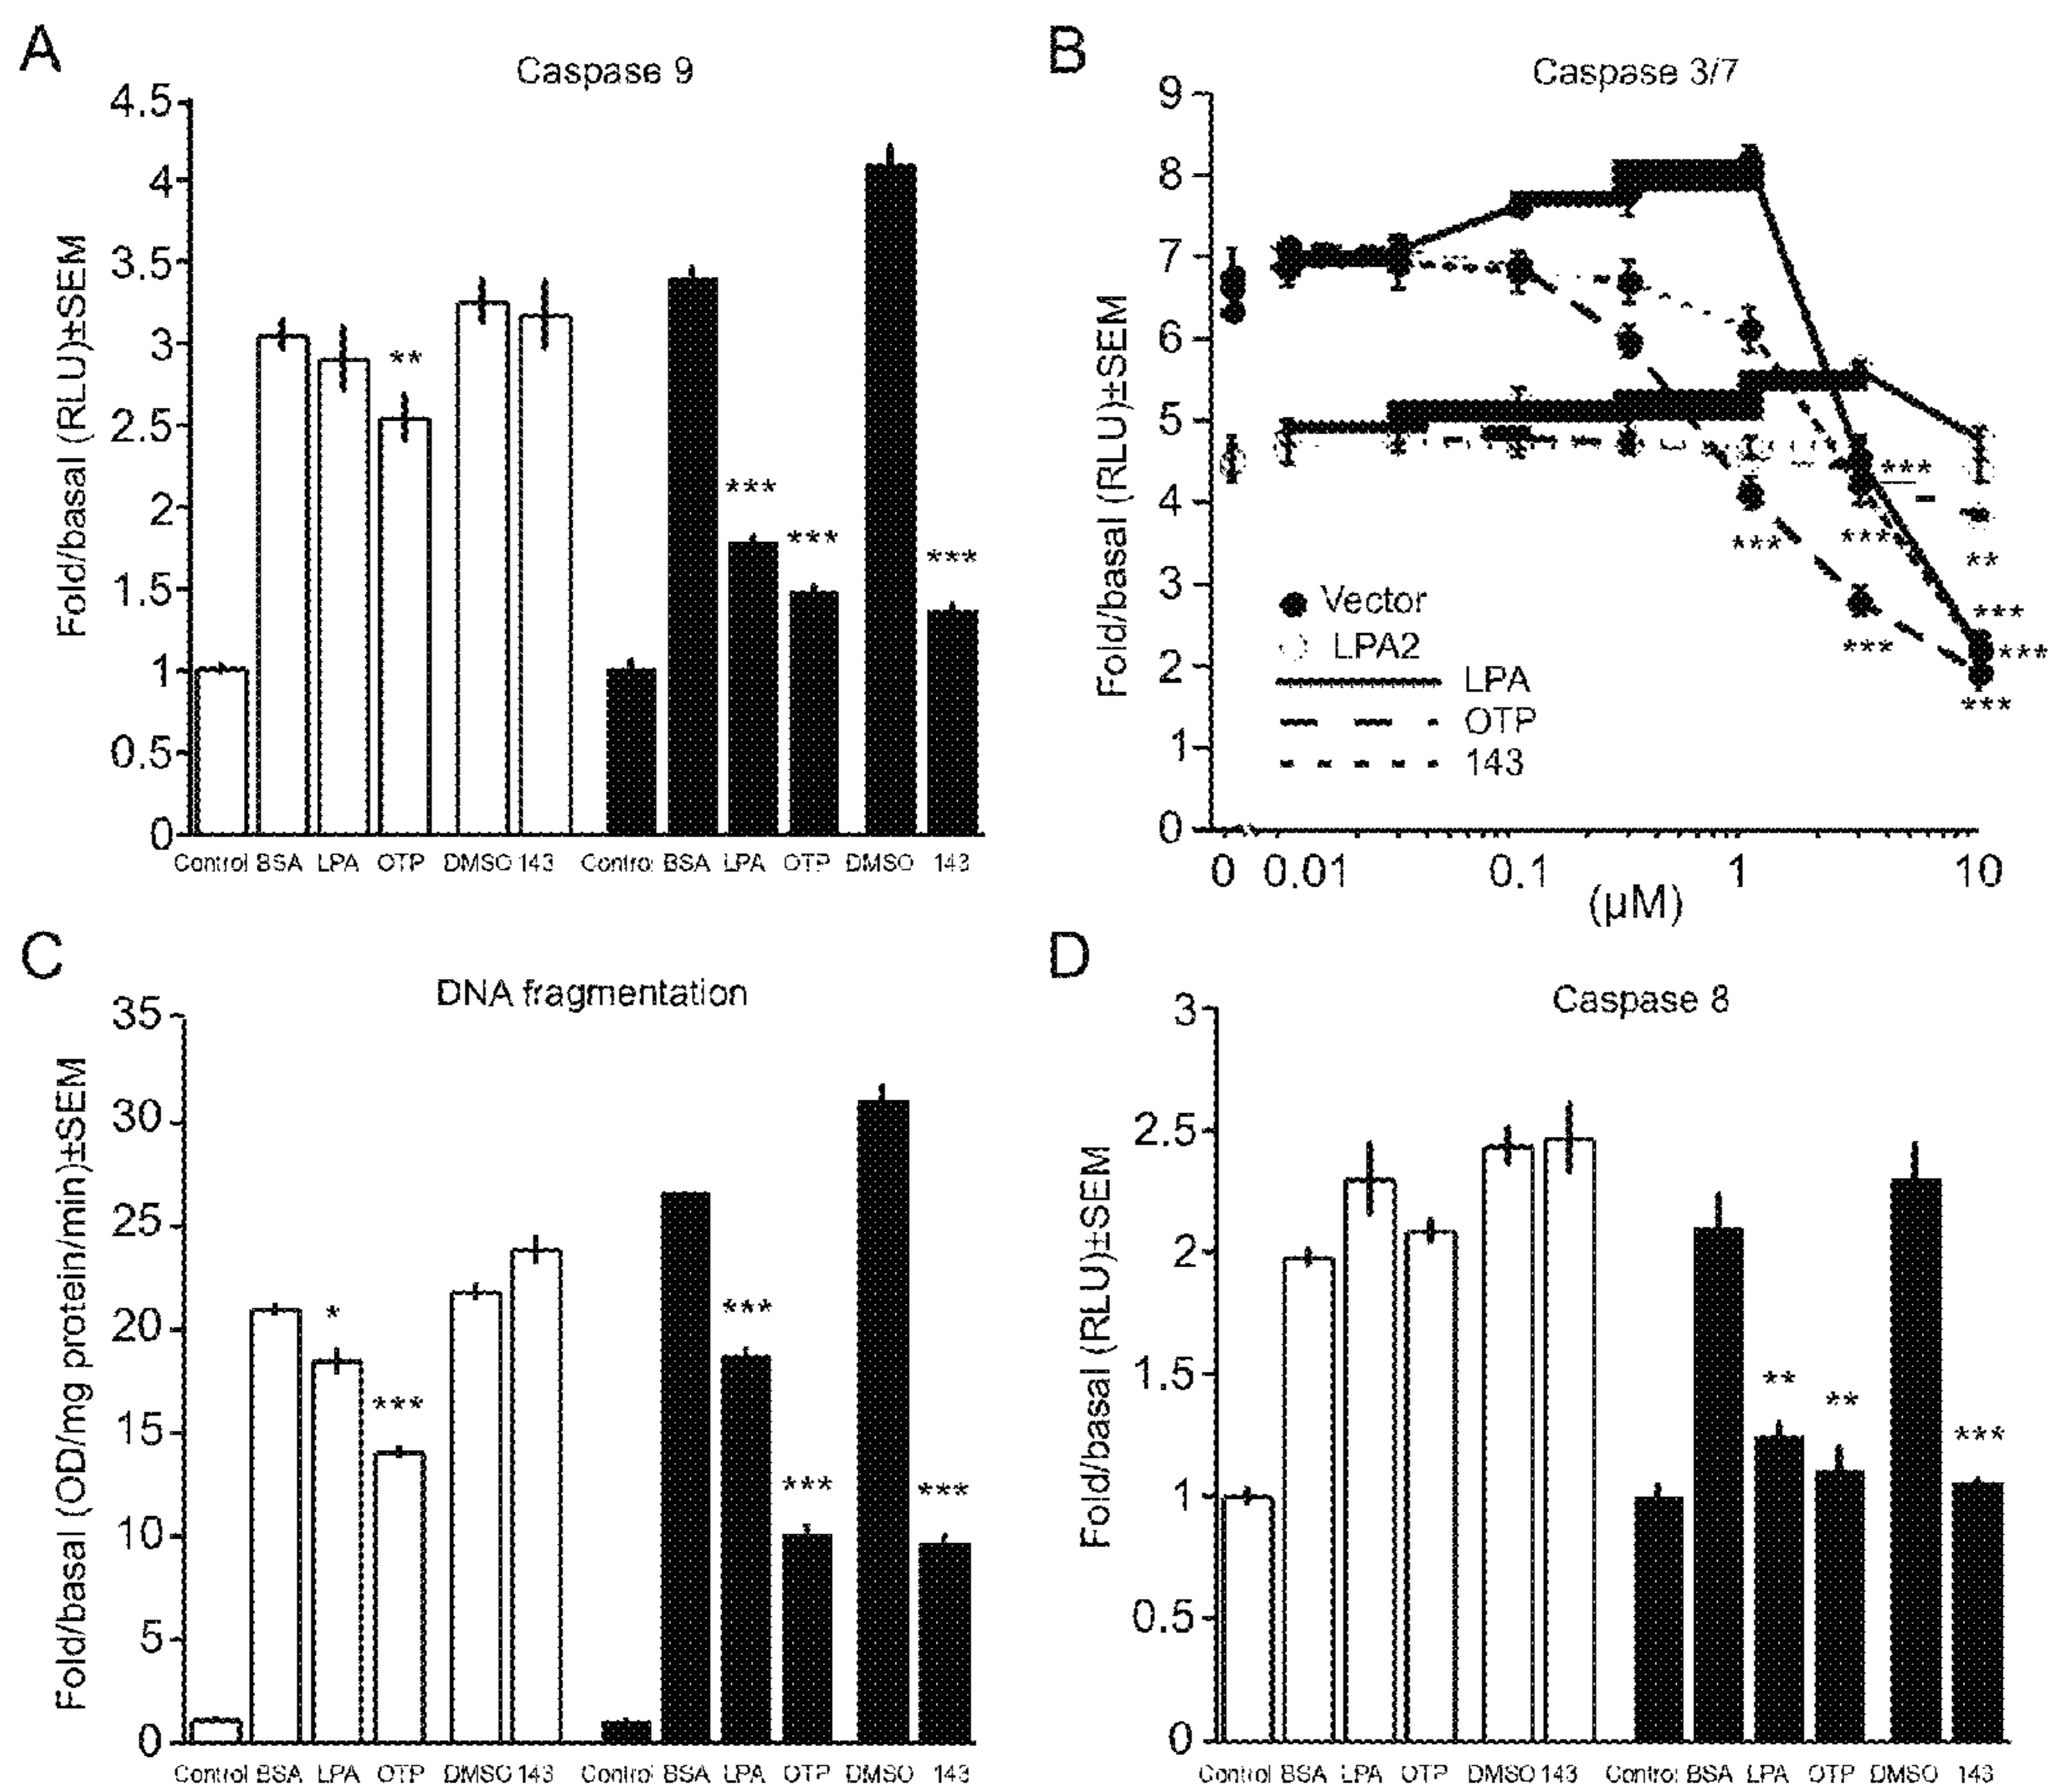 A
Caspase 9
Fold/basal (RLU)±SEM
4.5
4
3.5
3
2.5
2
1.5
1
0.5
0
**
***
***
***
Control BSA LPA OTP DMSO 143 Control BSA LPA OTP DMSO 143
B
Caspase 3/7
Fold/basal (RLU)±SEM
9
8
7
6
5
4
3
2
1
0
***
***
***
**
***
***
***
***
Vector
LPA2
LPA
OTP
143
0 0.01 0.1 1 10
(µM)
C
DNA fragmentation
Fold/basal (OD/mg protein/min)±SEM
35
30
25
20
15
10
5
0
*
***
***
***
***
Control BSA LPA OTP DMSO 143 Control BSA LPA OTP DMSO 143
D
Caspase 8
Fold/basal (RLU)±SEM
3
2.5
2
1.5
1
0.5
0
**
**
***
Control BSA LPA OTP DMSO 143 Control BSA LPA OTP DMSO 143